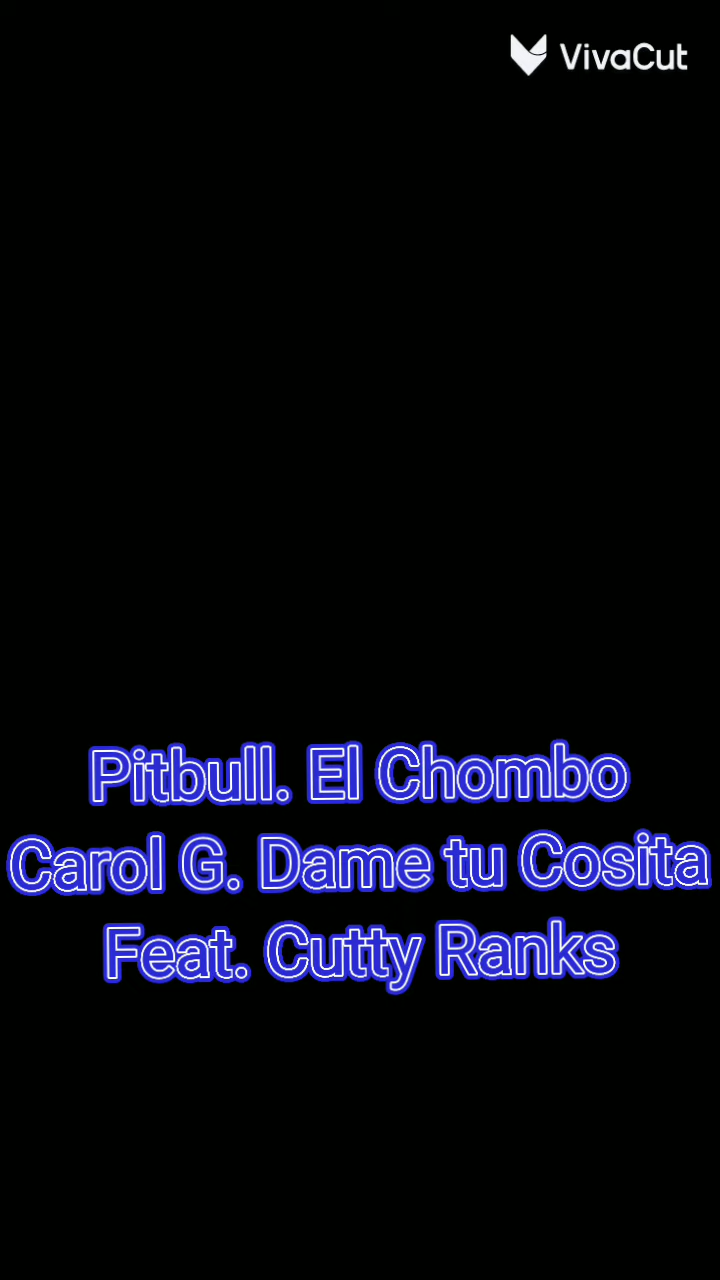 VivaCut
Pitbull. El Chombo
Carol G. Dame tu Cosita
Feat. Cutty Ranks